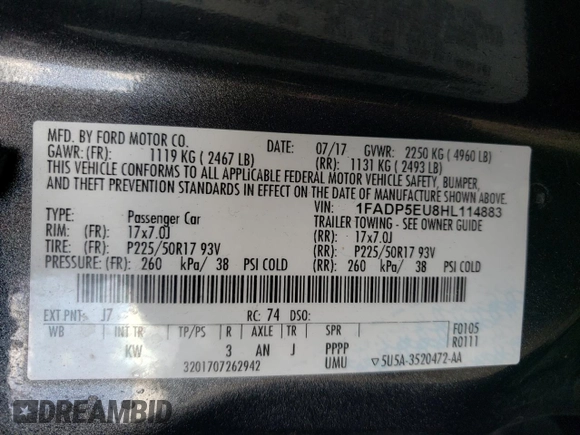 MFD. BY FORD MOTOR CO.
DATE: 07/17 GVWR: 2250 KG ( 4960 LB)
GAWR: (FR): 1119 KG ( 2467 LB) (RR): 1131 KG ( 2493 LB)
THIS VEHICLE CONFORMS TO ALL APPLICABLE FEDERAL MOTOR VEHICLE SAFETY, BUMPER,
AND THEFT PREVENTION STANDARDS IN EFFECT ON THE DATE OF MANUFACTURE SHOWN ABOVE.
VIN: 1FADP5EU8HL114883
TYPE: Passenger Car TRAILER TOWING - SEE OWNER GUIDE
RIM: (FR): 17x7.0J (RR): 17x7.0J
TIRE: (FR): P225/50R17 93V (RR): P225/50R17 93V
PRESSURE: (FR): 260 kPa/ 38 PSI COLD (RR): 260 kPa/ 38 PSI COLD
EXT PNT: J7 RC: 74 DSO:
WB INT TR TP/PS R AXLE TR SPR F0105
KW 3 AN J PPPP R0111
3201707262942 UMU 5U5A-3520472-AA
DREAMBID